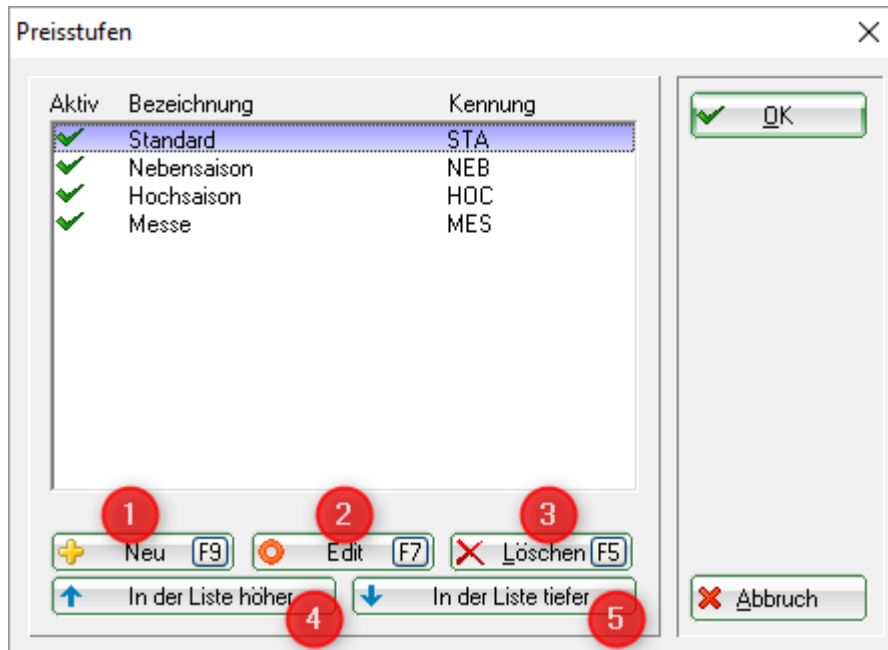 Preisstufen
Aktiv Bezeichnung Kennung OK
Standard STA
Nebensaison NEB
Hochsaison HOC
Messe MES
1 2 3
Neu F9 Edit F7 Löschen F5
In der Liste höher In der Liste tiefer Abbruch
4 5